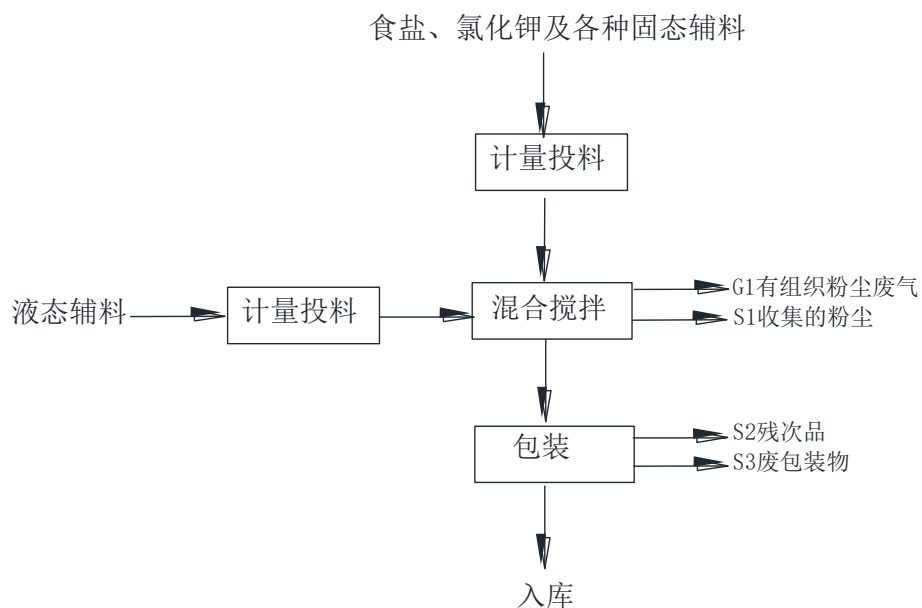 食盐、氯化钾及各种固态辅料
计量投料
液态辅料
计量投料
混合搅拌
G1有组织粉尘废气
S1收集的粉尘
包装
S2残次品
S3废包装物
入库